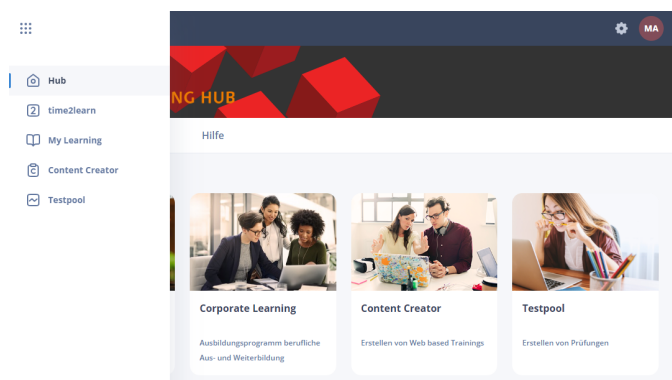 MA
Hub
NG HUB
time2learn
Hilfe
My Learning
Content Creator
Testpool
Corporate Learning
Ausbildungsprogramm berufliche
Aus- und Weiterbildung
Content Creator
Erstellen von Web based Trainings
Testpool
Erstellen von Prüfungen